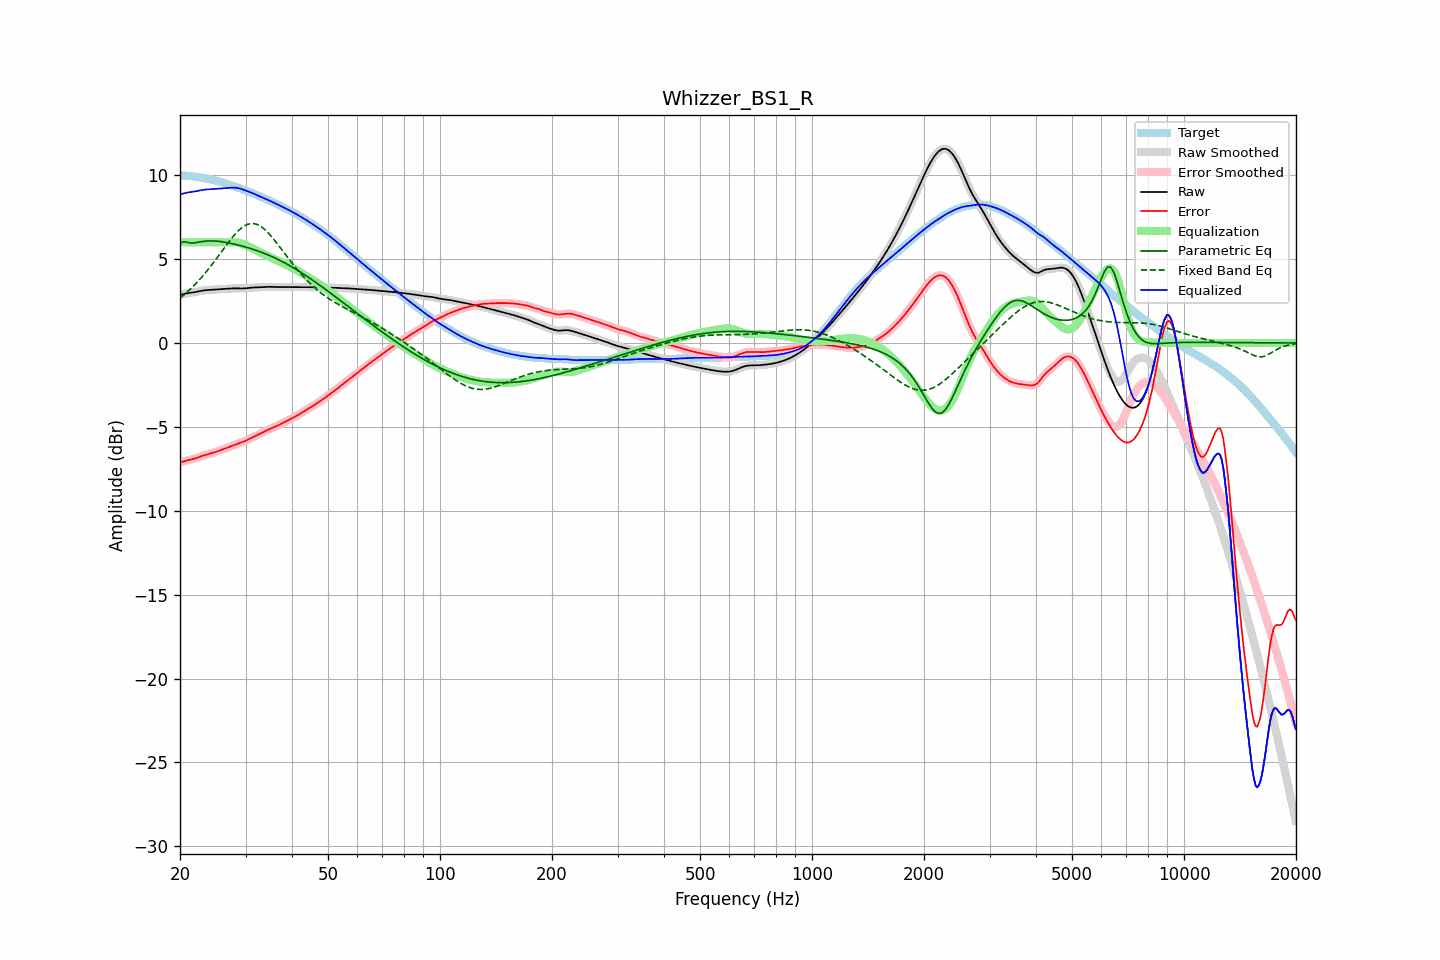 Whizzer_BS1_R
Target
Raw Smoothed
Error Smoothed
Raw
Error
Equalization
Parametric Eq
Fixed Band Eq
Equalized
Amplitude (dBr)
10
5
0
−5
−10
−15
−20
−25
−30
20 50 100 200 500 1000 2000 5000 10000 20000
Frequency (Hz)